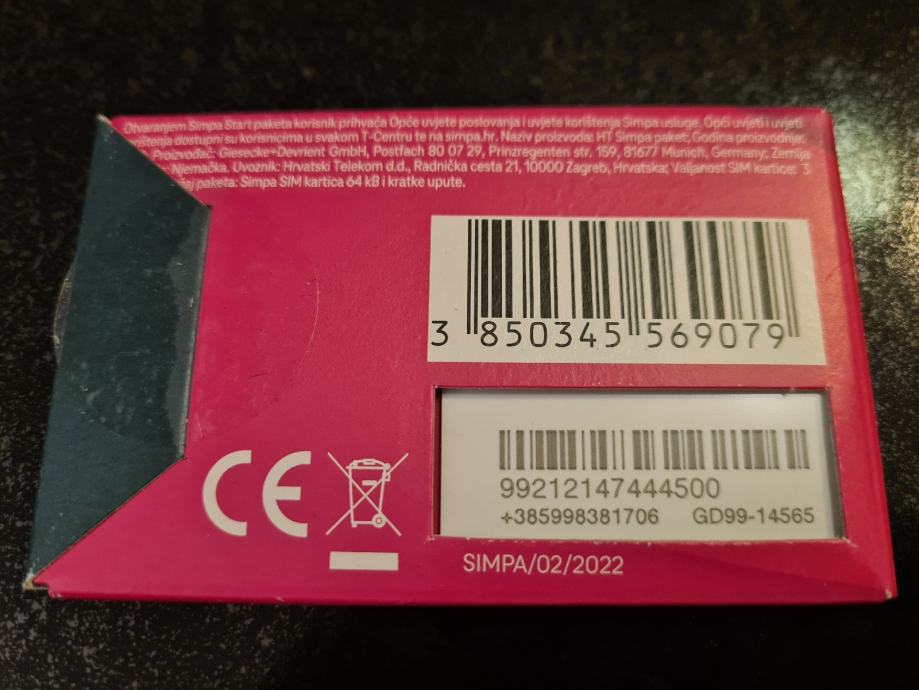 Otvaranjem Simpa Start paketa korisnik prihvaća Opće uvjete poslovanja i uvjete korištenja Simpa usluge. Opći uvjeti i uvjeti
korištenja dostupni su korisnicima u svakom T-Centru te na simpa.hr. Naziv proizvoda: HT Simpa paket; Godina proizvodnje:
Proizvođač: Giesecke+Devrient GmbH, Postfach 80 07 29, Prinzregenten str. 159, 81677 Munich, Germany; Zemlja
Njemačka. Uvoznik: Hrvatski Telekom d.d., Radnička cesta 21, 10000 Zagreb, Hrvatska; Valjanost SIM kartice: 3
paketa: Simpa SIM kartica 64 kB i kratke upute.
3 850345 569079
99212147444500
+385998381706 GD99-14565
CE
SIMPA/02/2022